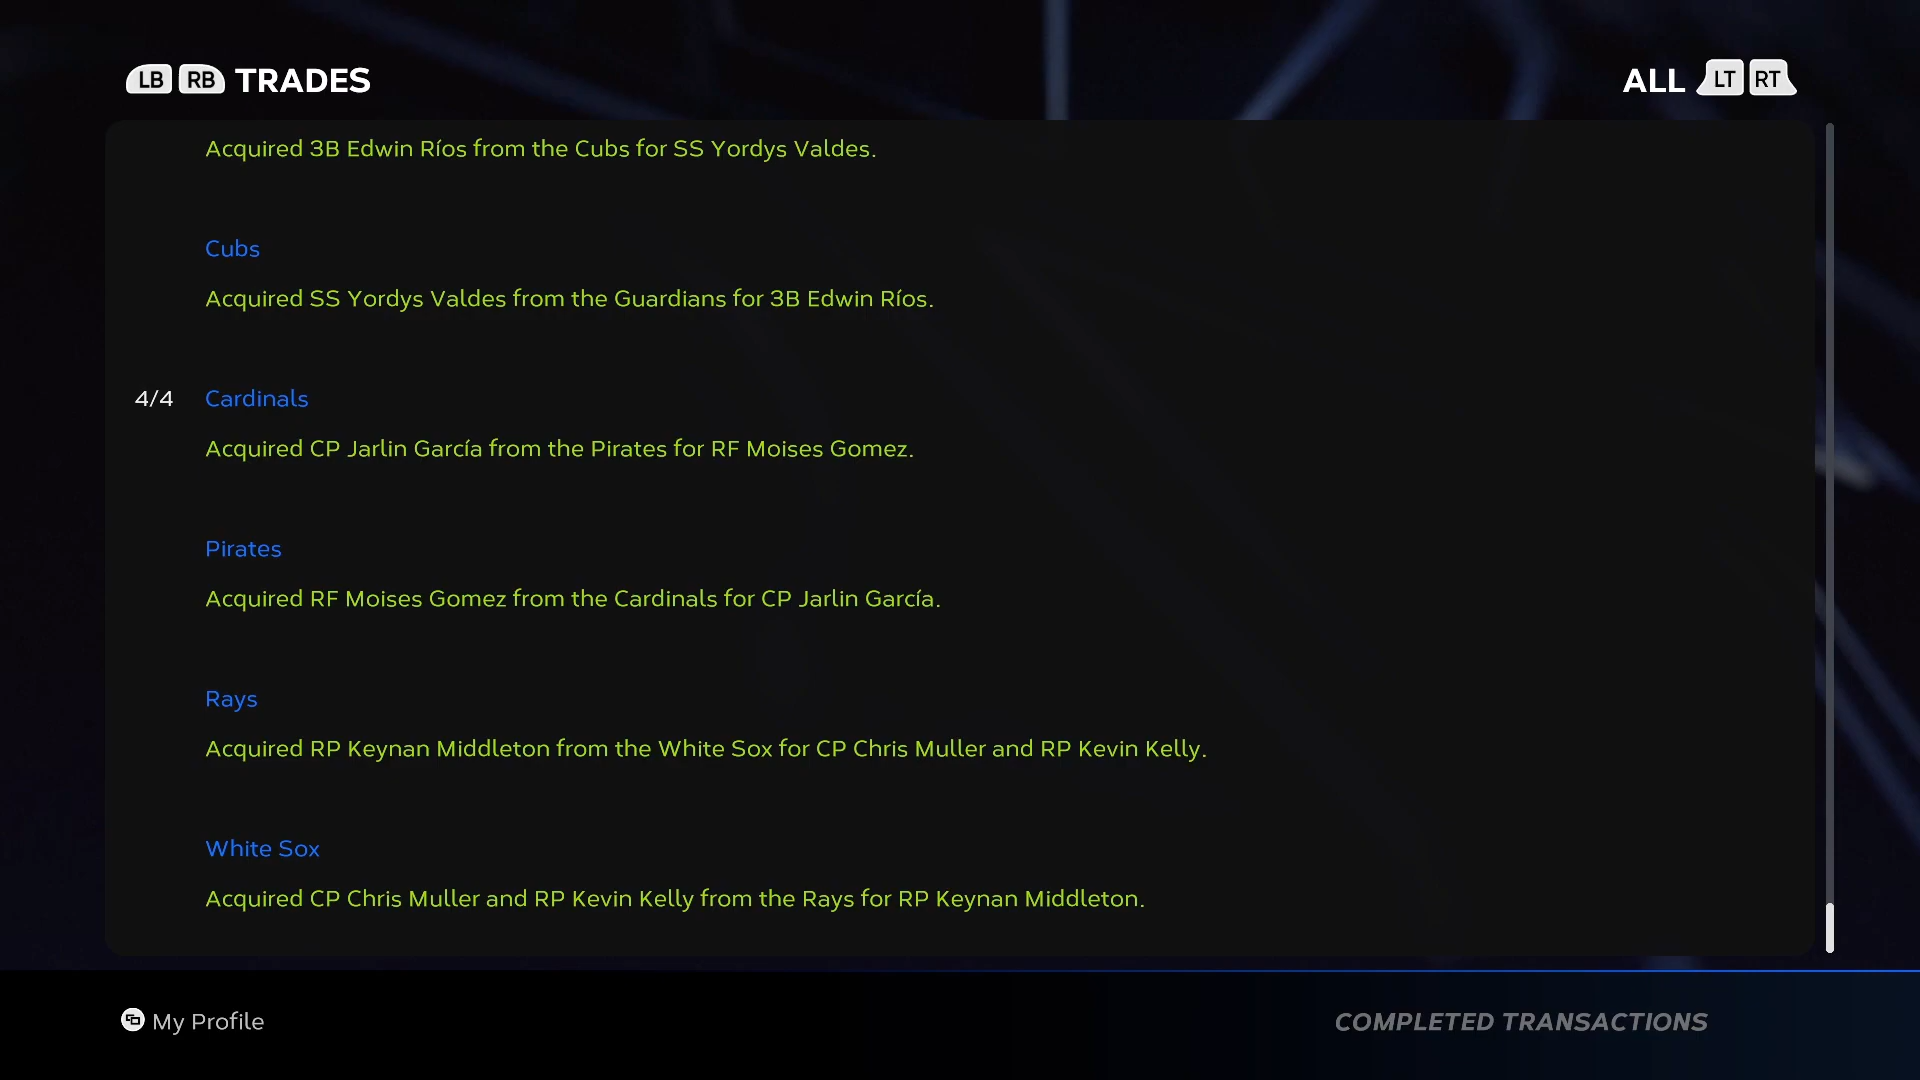 LB RB TRADES
ALL LT RT
Acquired 3B Edwin Ríos from the Cubs for SS Yordys Valdes.
Cubs
Acquired SS Yordys Valdes from the Guardians for 3B Edwin Ríos.
4/4 Cardinals
Acquired CP Jarlin García from the Pirates for RF Moises Gomez.
Pirates
Acquired RF Moises Gomez from the Cardinals for CP Jarlin García.
Rays
Acquired RP Keynan Middleton from the White Sox for CP Chris Muller and RP Kevin Kelly.
White Sox
Acquired CP Chris Muller and RP Kevin Kelly from the Rays for RP Keynan Middleton.
My Profile
COMPLETED TRANSACTIONS